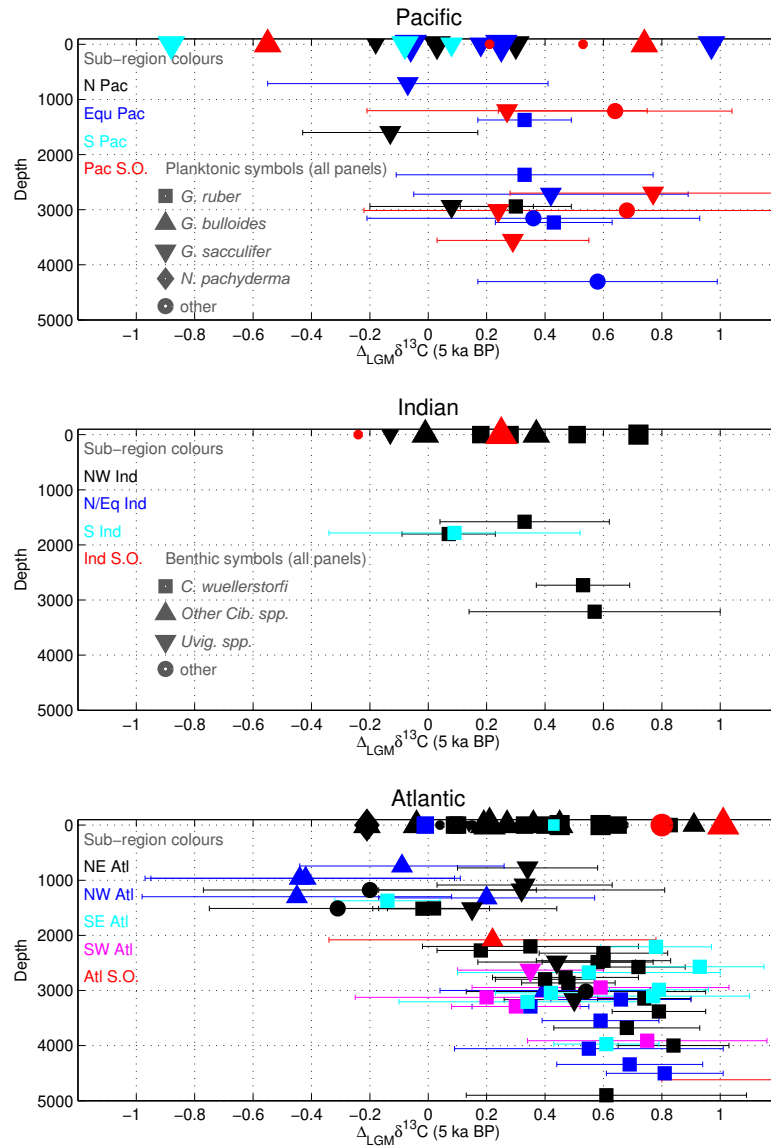 Pacific
0
Sub-region colours
N Pac
1000
Equ Pac
S Pac
2000
Pac S.O. Planktonic symbols (all panels)
G. ruber
3000
G. bulloides
G. sacculifer
4000
N. pachyderma
other
5000
Depth
−1 −0.8 −0.6 −0.4 −0.2 0 0.2 0.4 0.6 0.8 1
Δ_LGM δ¹³C (5 ka BP)
Indian
0
Sub-region colours
NW Ind
1000
N/Eq Ind
S Ind
2000
Ind S.O. Benthic symbols (all panels)
C. wuellerstorfi
3000
Other Cib. spp.
Uvig. spp.
4000
other
5000
Depth
−1 −0.8 −0.6 −0.4 −0.2 0 0.2 0.4 0.6 0.8 1
Δ_LGM δ¹³C (5 ka BP)
Atlantic
0
Sub-region colours
NE Atl
1000
NW Atl
SE Atl
2000
SW Atl
Atl S.O.
3000
4000
5000
Depth
−1 −0.8 −0.6 −0.4 −0.2 0 0.2 0.4 0.6 0.8 1
Δ_LGM δ¹³C (5 ka BP)